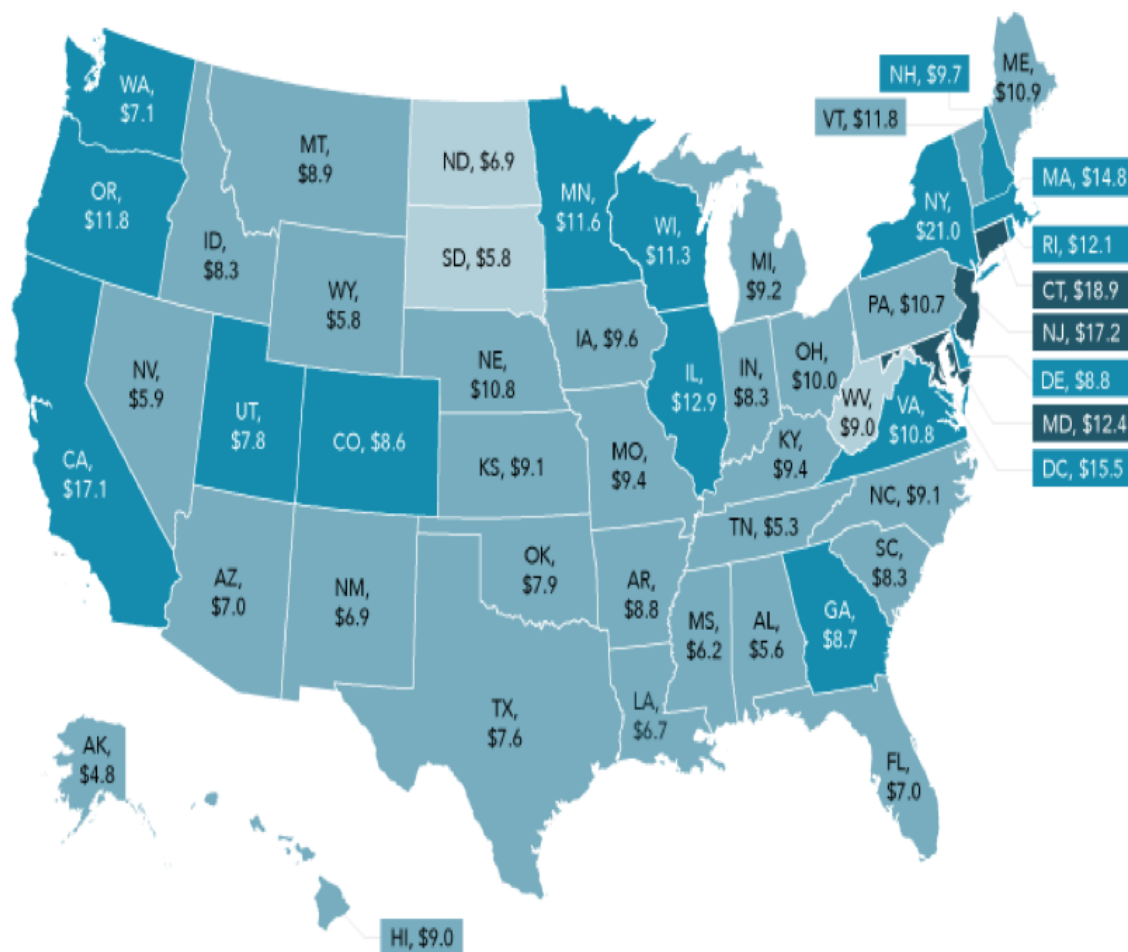 WA,
$7.1
OR,
$11.8
CA,
$17.1
ID,
$8.3
NV,
$5.9
MT,
$8.9
WY,
$5.8
UT,
$7.8
CO, $8.6
AZ,
$7.0
NM,
$6.9
ND, $6.9
SD, $5.8
NE,
$10.8
KS, $9.1
OK,
$7.9
TX,
$7.6
MN,
$11.6
IA, $9.6
MO,
$9.4
AR,
$8.8
LA,
$6.7
WI,
$11.3
IL,
$12.9
MI,
$9.2
IN,
$8.3
OH,
$10.0
KY,
$9.4
TN, $5.3
MS,
$6.2
AL,
$5.6
GA,
$8.7
FL,
$7.0
SC,
$8.3
NC, $9.1
VA,
$10.8
WV,
$9.0
PA, $10.7
NY,
$21.0
ME,
$10.9
NH, $9.7
VT, $11.8
MA, $14.8
RI, $12.1
CT, $18.9
NJ, $17.2
DE, $8.8
MD, $12.4
DC, $15.5
AK,
$4.8
HI, $9.0